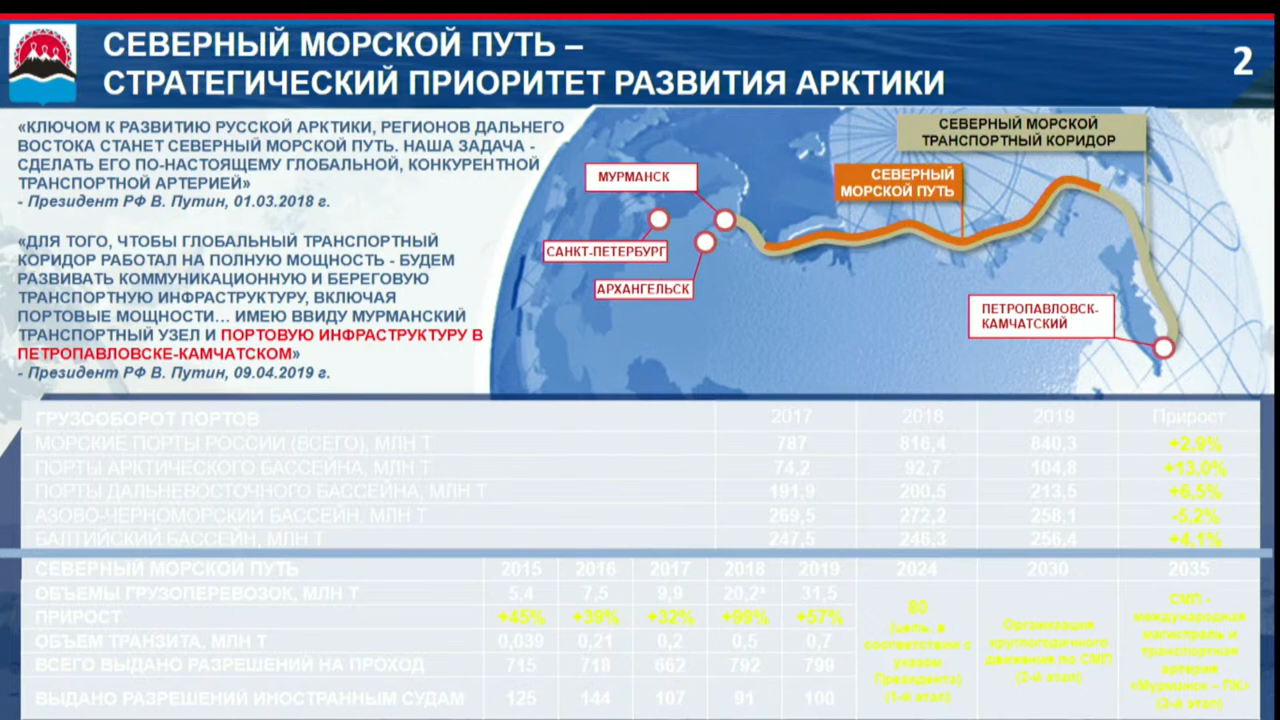 СЕВЕРНЫЙ МОРСКОЙ ПУТЬ –
СТРАТЕГИЧЕСКИЙ ПРИОРИТЕТ РАЗВИТИЯ АРКТИКИ
2
«КЛЮЧОМ К РАЗВИТИЮ РУССКОЙ АРКТИКИ, РЕГИОНОВ ДАЛЬНЕГО
ВОСТОКА СТАНЕТ СЕВЕРНЫЙ МОРСКОЙ ПУТЬ. НАША ЗАДАЧА -
СДЕЛАТЬ ЕГО ПО-НАСТОЯЩЕМУ ГЛОБАЛЬНОЙ, КОНКУРЕНТНОЙ
ТРАНСПОРТНОЙ АРТЕРИЕЙ»
- Президент РФ В. Путин, 01.03.2018 г.
«ДЛЯ ТОГО, ЧТОБЫ ГЛОБАЛЬНЫЙ ТРАНСПОРТНЫЙ
КОРИДОР РАБОТАЛ НА ПОЛНУЮ МОЩНОСТЬ - БУДЕМ
РАЗВИВАТЬ КОММУНИКАЦИОННУЮ И БЕРЕГОВУЮ
ТРАНСПОРТНУЮ ИНФРАСТРУКТУРУ, ВКЛЮЧАЯ
ПОРТОВЫЕ МОЩНОСТИ... ИМЕЮ ВВИДУ МУРМАНСКИЙ
ТРАНСПОРТНЫЙ УЗЕЛ И ПОРТОВУЮ ИНФРАСТРУКТУРУ В
ПЕТРОПАВЛОВСКЕ-КАМЧАТСКОМ»
- Президент РФ В. Путин, 09.04.2019 г.
СЕВЕРНЫЙ МОРСКОЙ
ТРАНСПОРТНЫЙ КОРИДОР
СЕВЕРНЫЙ
МОРСКОЙ ПУТЬ
МУРМАНСК
САНКТ-ПЕТЕРБУРГ
АРХАНГЕЛЬСК
ПЕТРОПАВЛОВСК-
КАМЧАТСКИЙ
ГРУЗООБОРОТ ПОРТОВ 2017 2018 2019 Прирост
МОРСКИЕ ПОРТЫ РОССИИ (ВСЕГО), МЛН Т 787 816,4 840,3 +2,9%
ПОРТЫ АРКТИЧЕСКОГО БАССЕЙНА, МЛН Т 74,2 92,7 104,8 +13,0%
ПОРТЫ ДАЛЬНЕВОСТОЧНОГО БАССЕЙНА, МЛН Т 191,9 200,5 213,5 +6,5%
АЗОВО-ЧЕРНОМОРСКИЙ БАССЕЙН, МЛН Т 269,5 272,2 258,1 -5,2%
БАЛТИЙСКИЙ БАССЕЙН, МЛН Т 247,5 246,3 256,4 +4,1%
СЕВЕРНЫЙ МОРСКОЙ ПУТЬ 2015 2016 2017 2018 2019 2024 2030 2035
ОБЪЕМЫ ГРУЗОПЕРЕВОЗОК, МЛН Т 5,4 7,5 9,9 20,2* 31,5
ПРИРОСТ +45% +39% +32% +99% +57%
ОБЪЕМ ТРАНЗИТА, МЛН Т 0,039 0,21 0,2 0,5 0,7
ВСЕГО ВЫДАНО РАЗРЕШЕНИЙ НА ПРОХОД 715 718 662 792 799
ВЫДАНО РАЗРЕШЕНИЙ ИНОСТРАННЫМ СУДАМ 125 144 107 91 100
80
(цель, в
соответствии с
указом
Президента)
(1-й этап)
Организация
круглогодичного
движения по СМП
(2-й этап)
СМП -
международная
магистраль и
транспортная
артерия
«Мурманск – ПК»
(3-й этап)